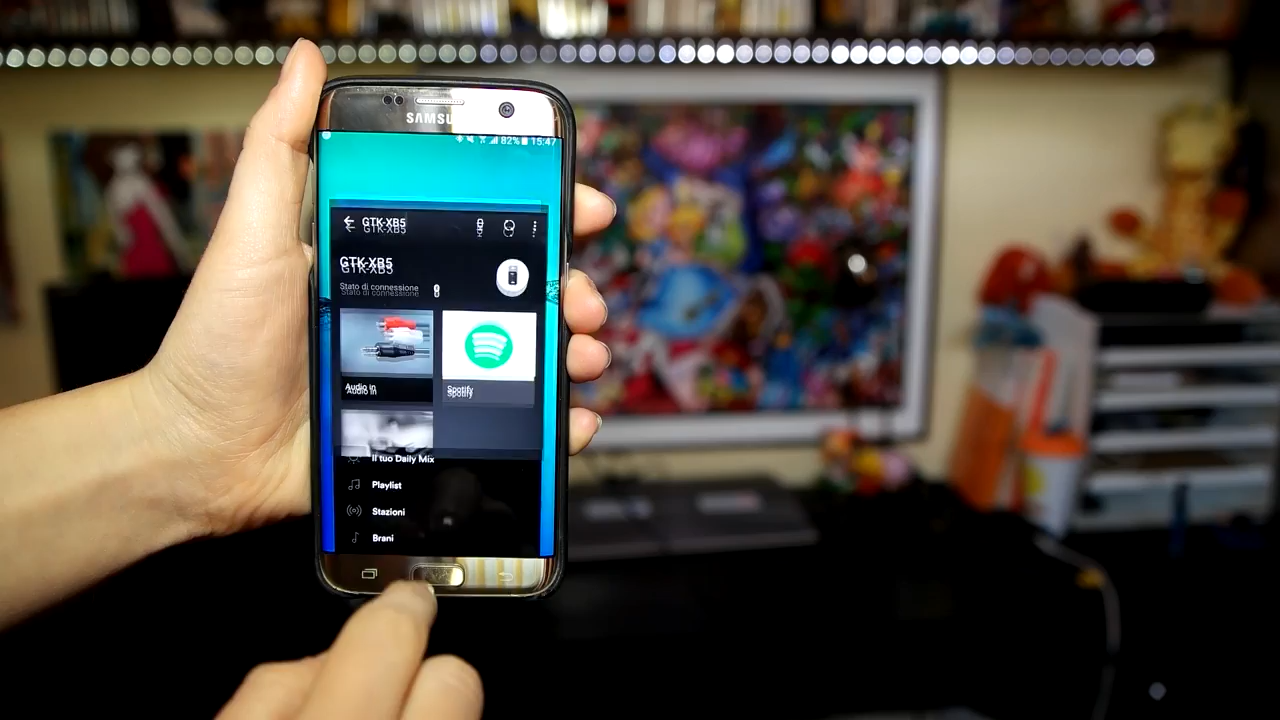 SAMSU
82% 15:47
GTK-XB5
GTK-XB5
Stato di connessione
Audio in
Spotify
Il tuo Daily Mix
Playlist
Stazioni
Brani